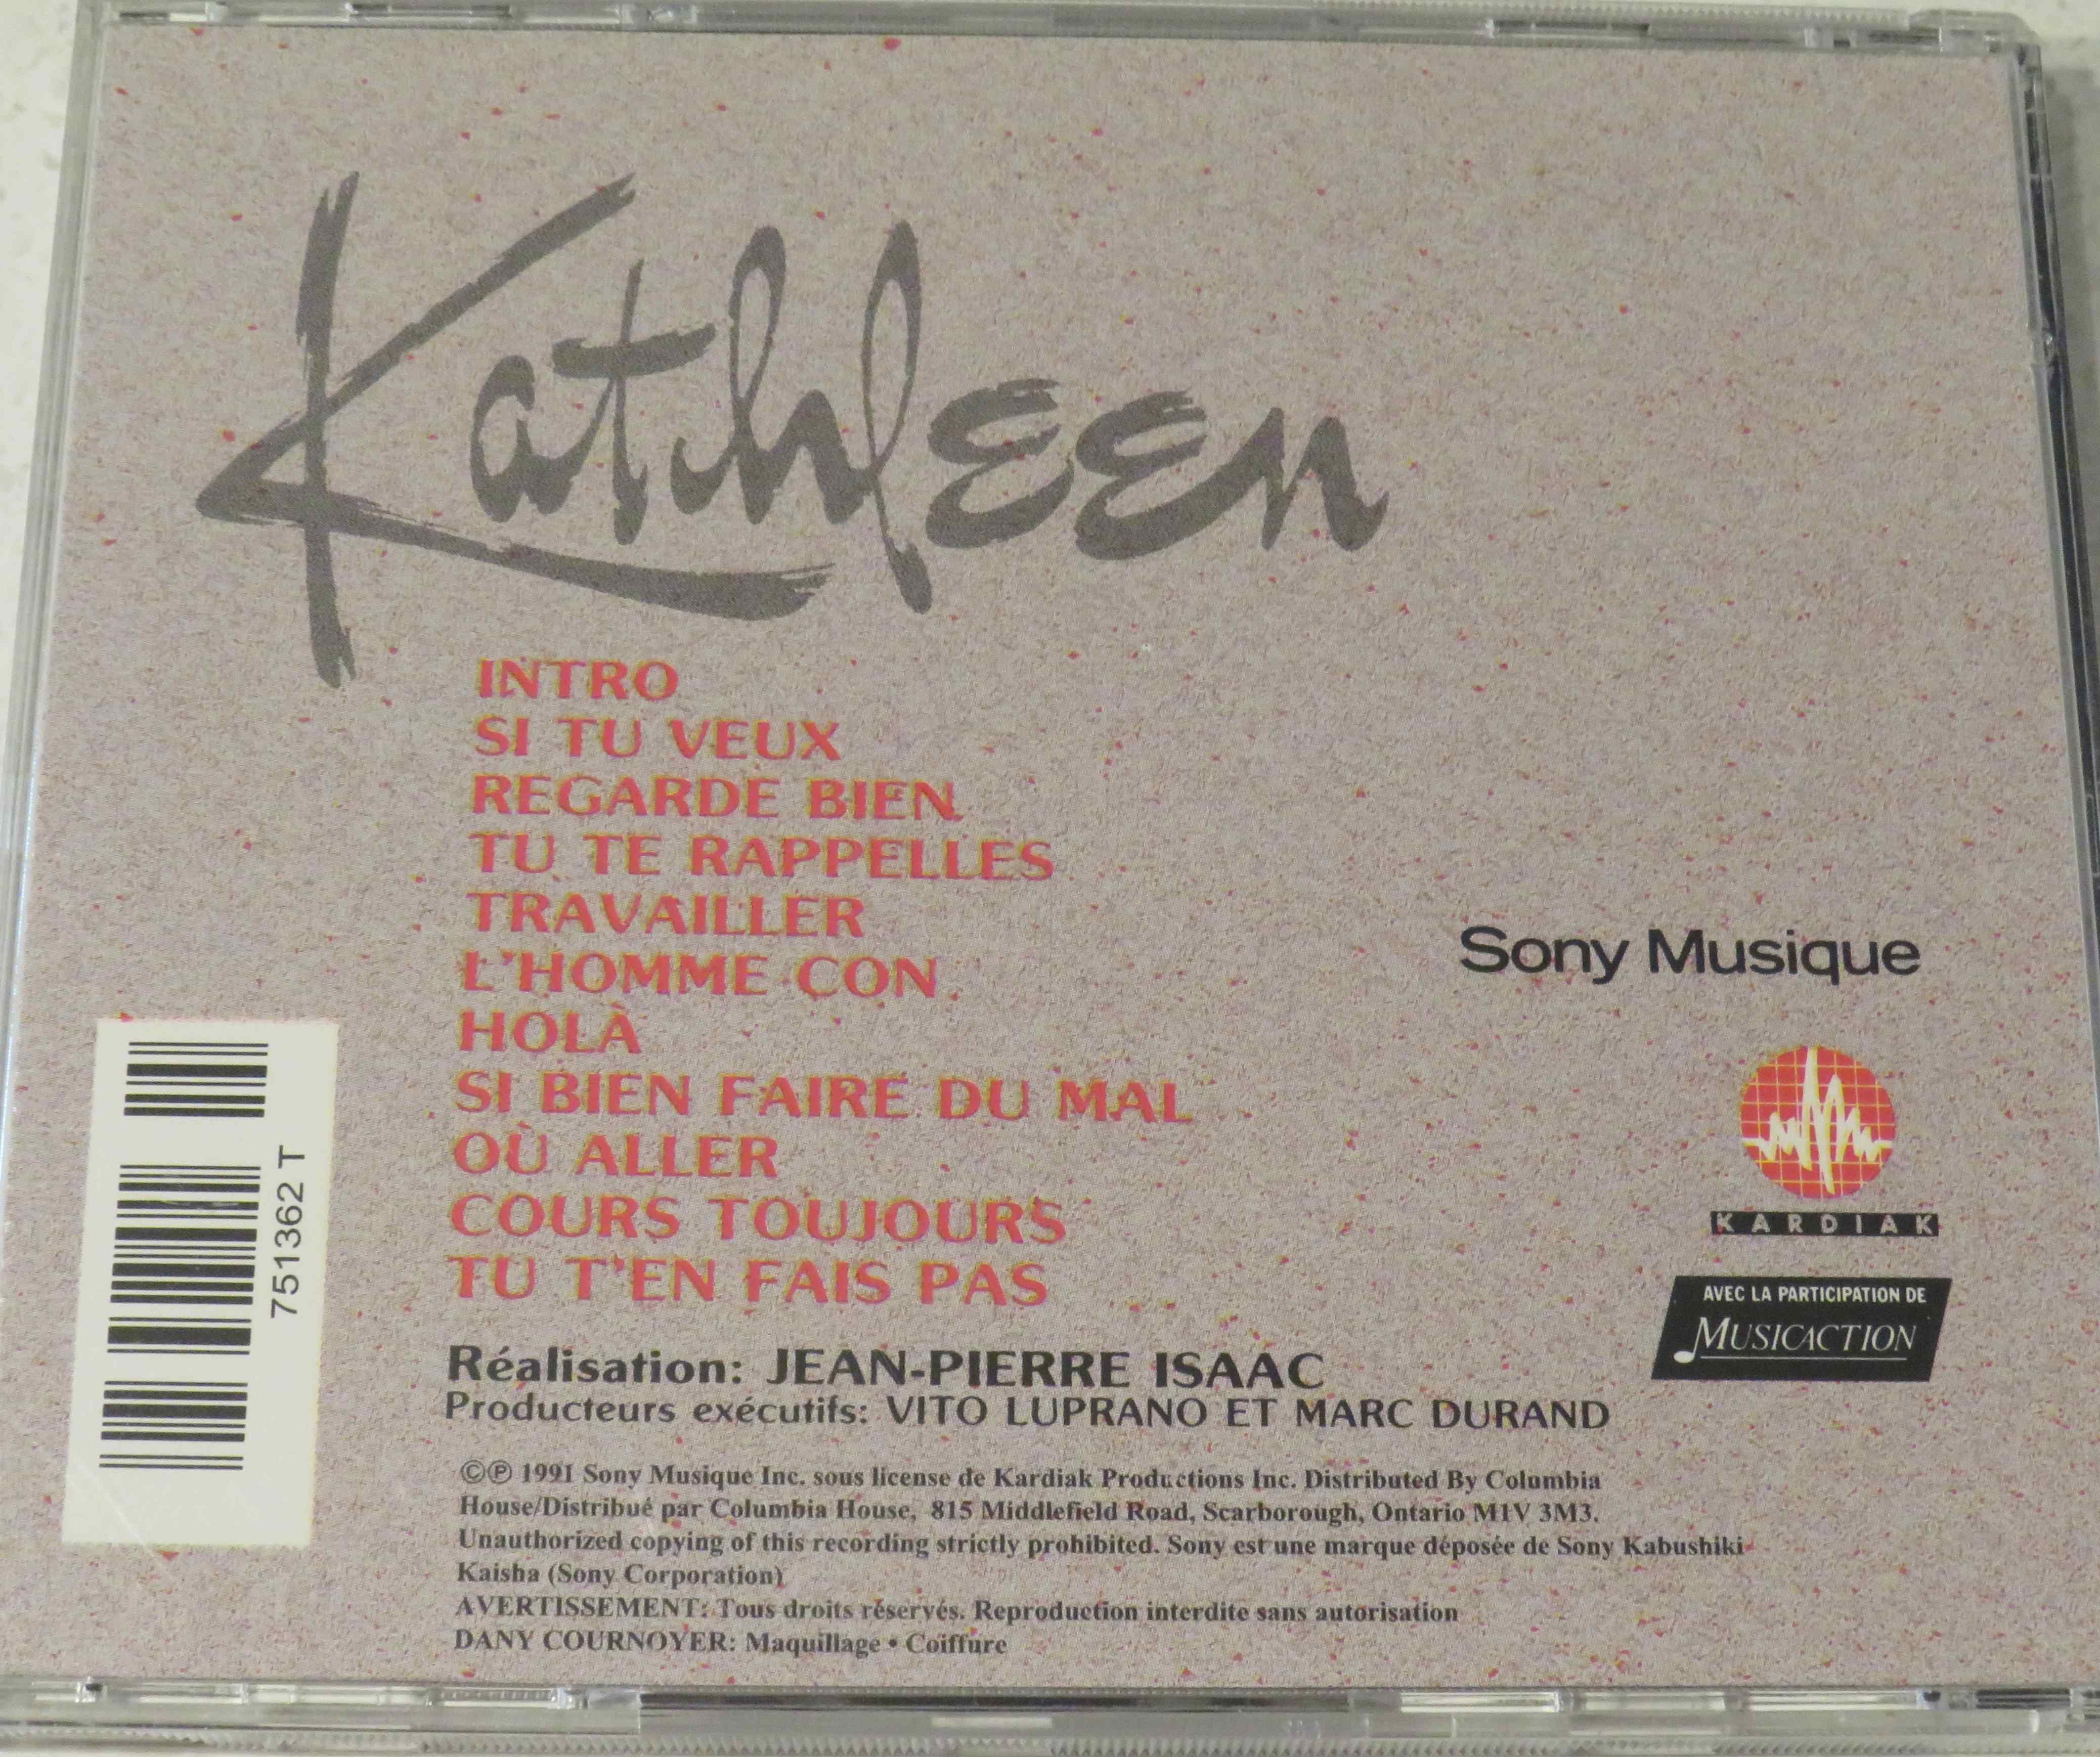 Kathleen
INTRO
SI TU VEUX
REGARDE BIEN
TU TE RAPPELLES
TRAVAILLER
L'HOMME CON
HOLÀ
SI BIEN FAIRE DU MAL
OÙ ALLER
COURS TOUJOURS
TU T'EN FAIS PAS
Sony Musique
KARDIAK
AVEC LA PARTICIPATION DE
MUSICACTION
751362 T
Réalisation: JEAN-PIERRE ISAAC
Producteurs exécutifs: VITO LUPRANO ET MARC DURAND
©℗ 1991 Sony Musique Inc. sous license de Kardiak Productions Inc. Distributed By Columbia
House/Distribué par Columbia House, 815 Middlefield Road, Scarborough, Ontario M1V 3M3.
Unauthorized copying of this recording strictly prohibited. Sony est une marque déposée de Sony Kabushiki
Kaisha (Sony Corporation)
AVERTISSEMENT: Tous droits réservés. Reproduction interdite sans autorisation
DANY COURNOYER: Maquillage • Coiffure